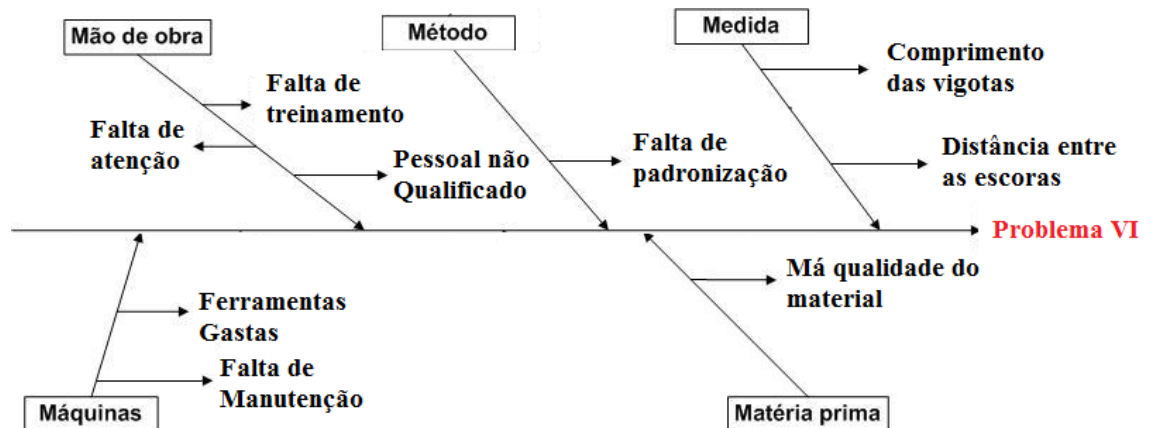 Mão de obra
Método
Medida
Comprimento
das vigotas
Falta de
treinamento
Falta de
atenção
Pessoal não
Qualificado
Falta de
padronização
Distância entre
as escoras
Problema VI
Má qualidade do
material
Ferramentas
Gastas
Falta de
Manutenção
Máquinas
Matéria prima